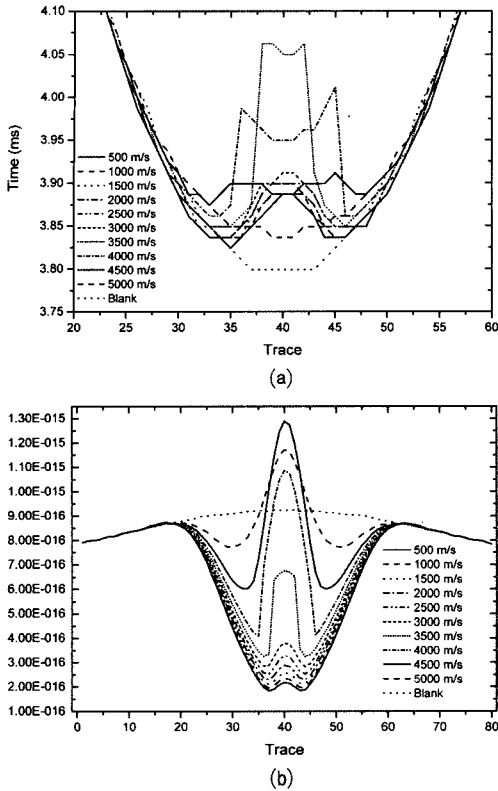 4.10
4.05
4.00
3.95
3.90
3.85
3.80
3.75
Time (ms)
500 m/s
1000 m/s
1500 m/s
2000 m/s
2500 m/s
3000 m/s
3500 m/s
4000 m/s
4500 m/s
5000 m/s
Blank
20 25 30 35 40 45 50 55 60
Trace
(a)
1.30E-015
1.20E-015
1.10E-015
1.00E-015
9.00E-016
8.00E-016
7.00E-016
6.00E-016
5.00E-016
4.00E-016
3.00E-016
2.00E-016
1.00E-016
500 m/s
1000 m/s
1500 m/s
2000 m/s
2500 m/s
3000 m/s
3500 m/s
4000 m/s
4500 m/s
5000 m/s
Blank
0 10 20 30 40 50 60 70 80
Trace
(b)